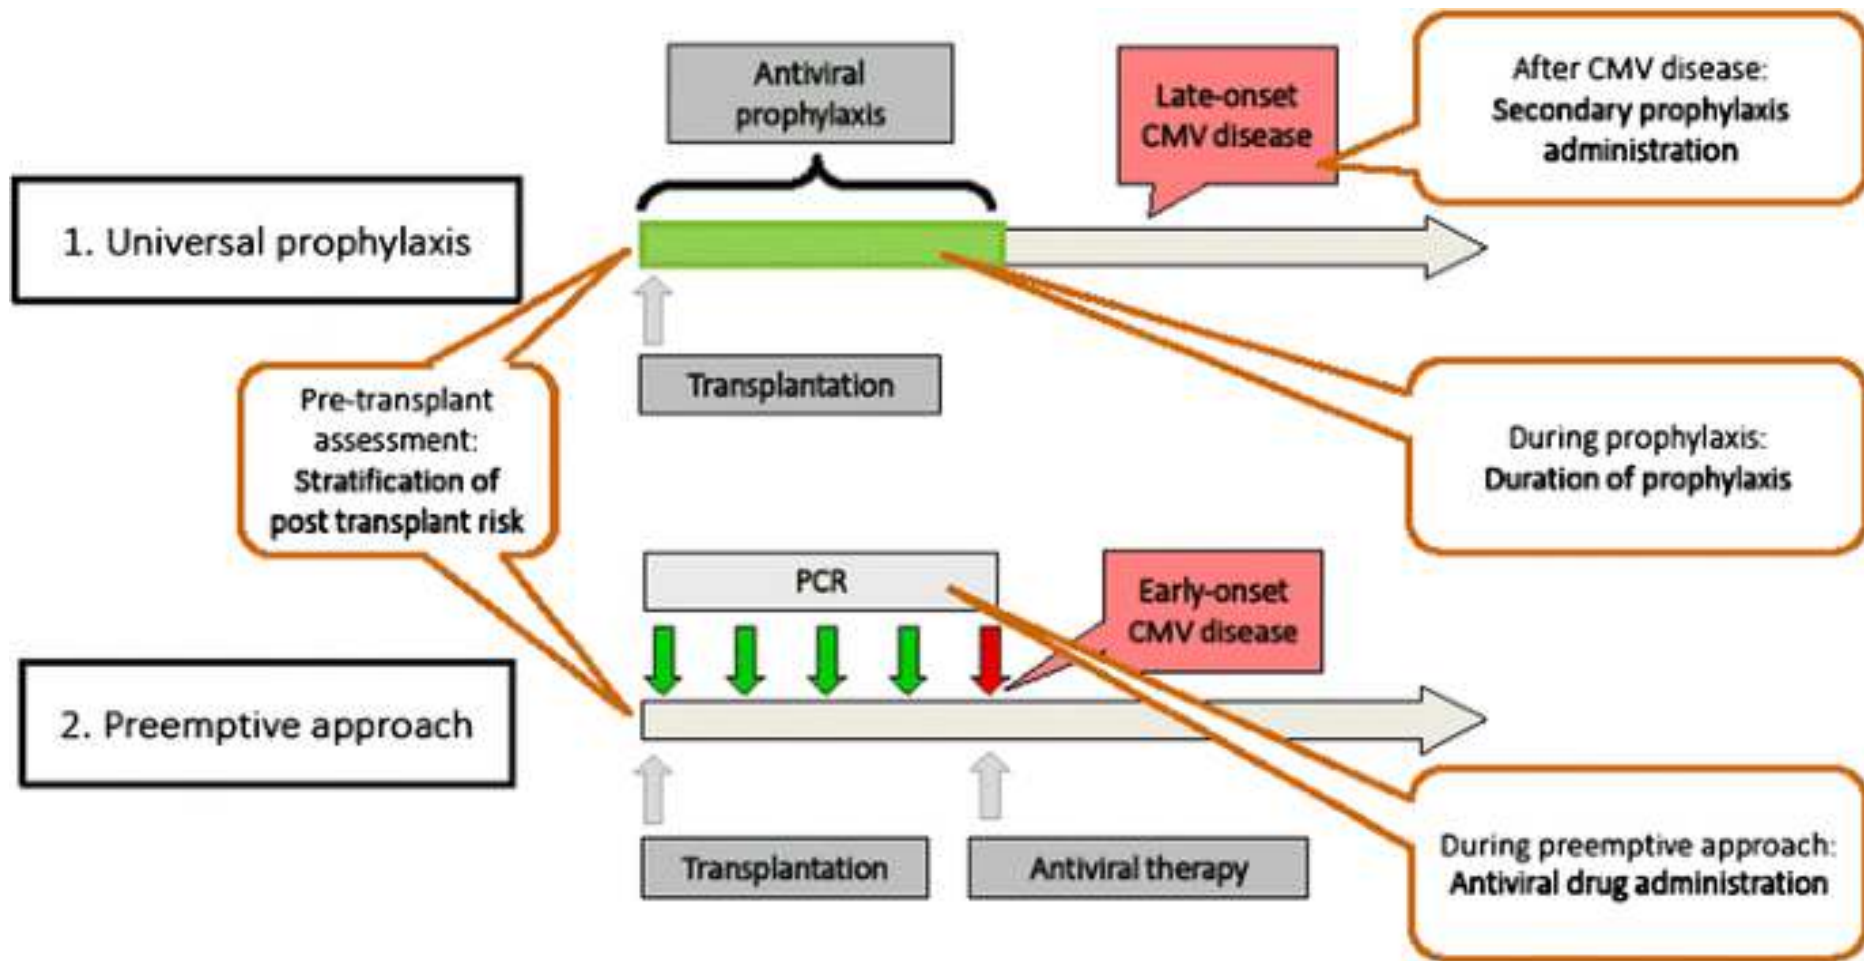 Antiviral
prophylaxis
Late-onset
CMV disease
After CMV disease:
Secondary prophylaxis
administration
1. Universal prophylaxis
Transplantation
Pre-transplant
assessment:
Stratification of
post transplant risk
During prophylaxis:
Duration of prophylaxis
PCR
Early-onset
CMV disease
2. Preemptive approach
Transplantation
Antiviral therapy
During preemptive approach:
Antiviral drug administration